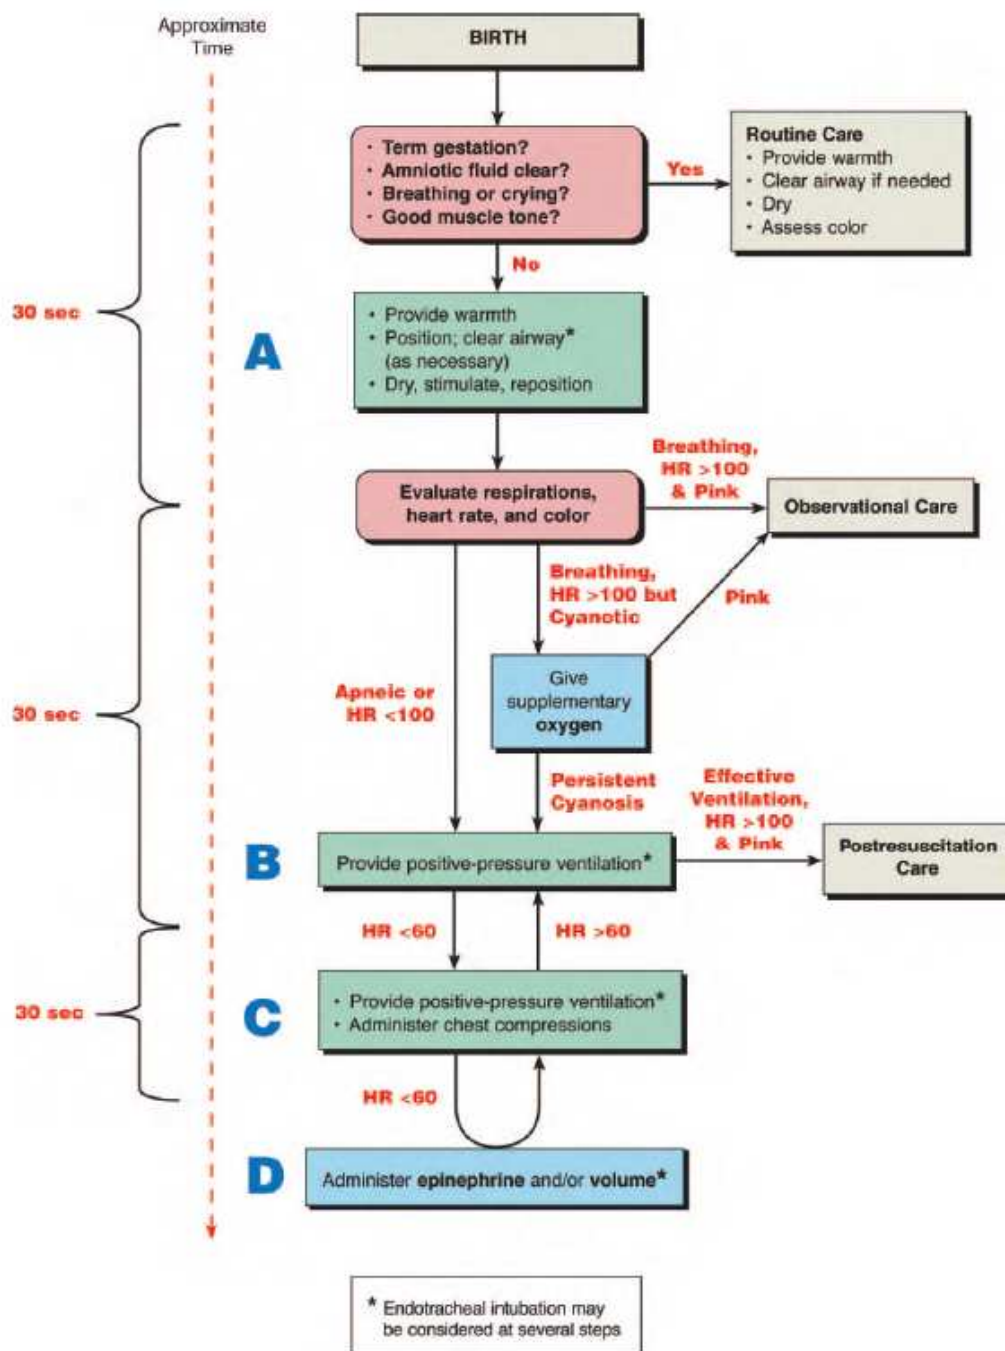 Approximate
Time
BIRTH
• Term gestation?
• Amniotic fluid clear?
• Breathing or crying?
• Good muscle tone?
Yes
Routine Care
• Provide warmth
• Clear airway if needed
• Dry
• Assess color
No
30 sec
A
• Provide warmth
• Position; clear airway*
(as necessary)
• Dry, stimulate, reposition
Evaluate respirations,
heart rate, and color
Breathing,
HR >100
& Pink
Observational Care
Breathing,
HR >100 but
Cyanotic
Pink
30 sec
Apneic or
HR <100
Give
supplementary
oxygen
Persistent
Cyanosis
Effective
Ventilation,
HR >100
& Pink
B
Provide positive-pressure ventilation*
Postresuscitation
Care
HR <60
HR >60
30 sec
C
• Provide positive-pressure ventilation*
• Administer chest compressions
HR <60
D
Administer epinephrine and/or volume*
* Endotracheal intubation may
be considered at several steps